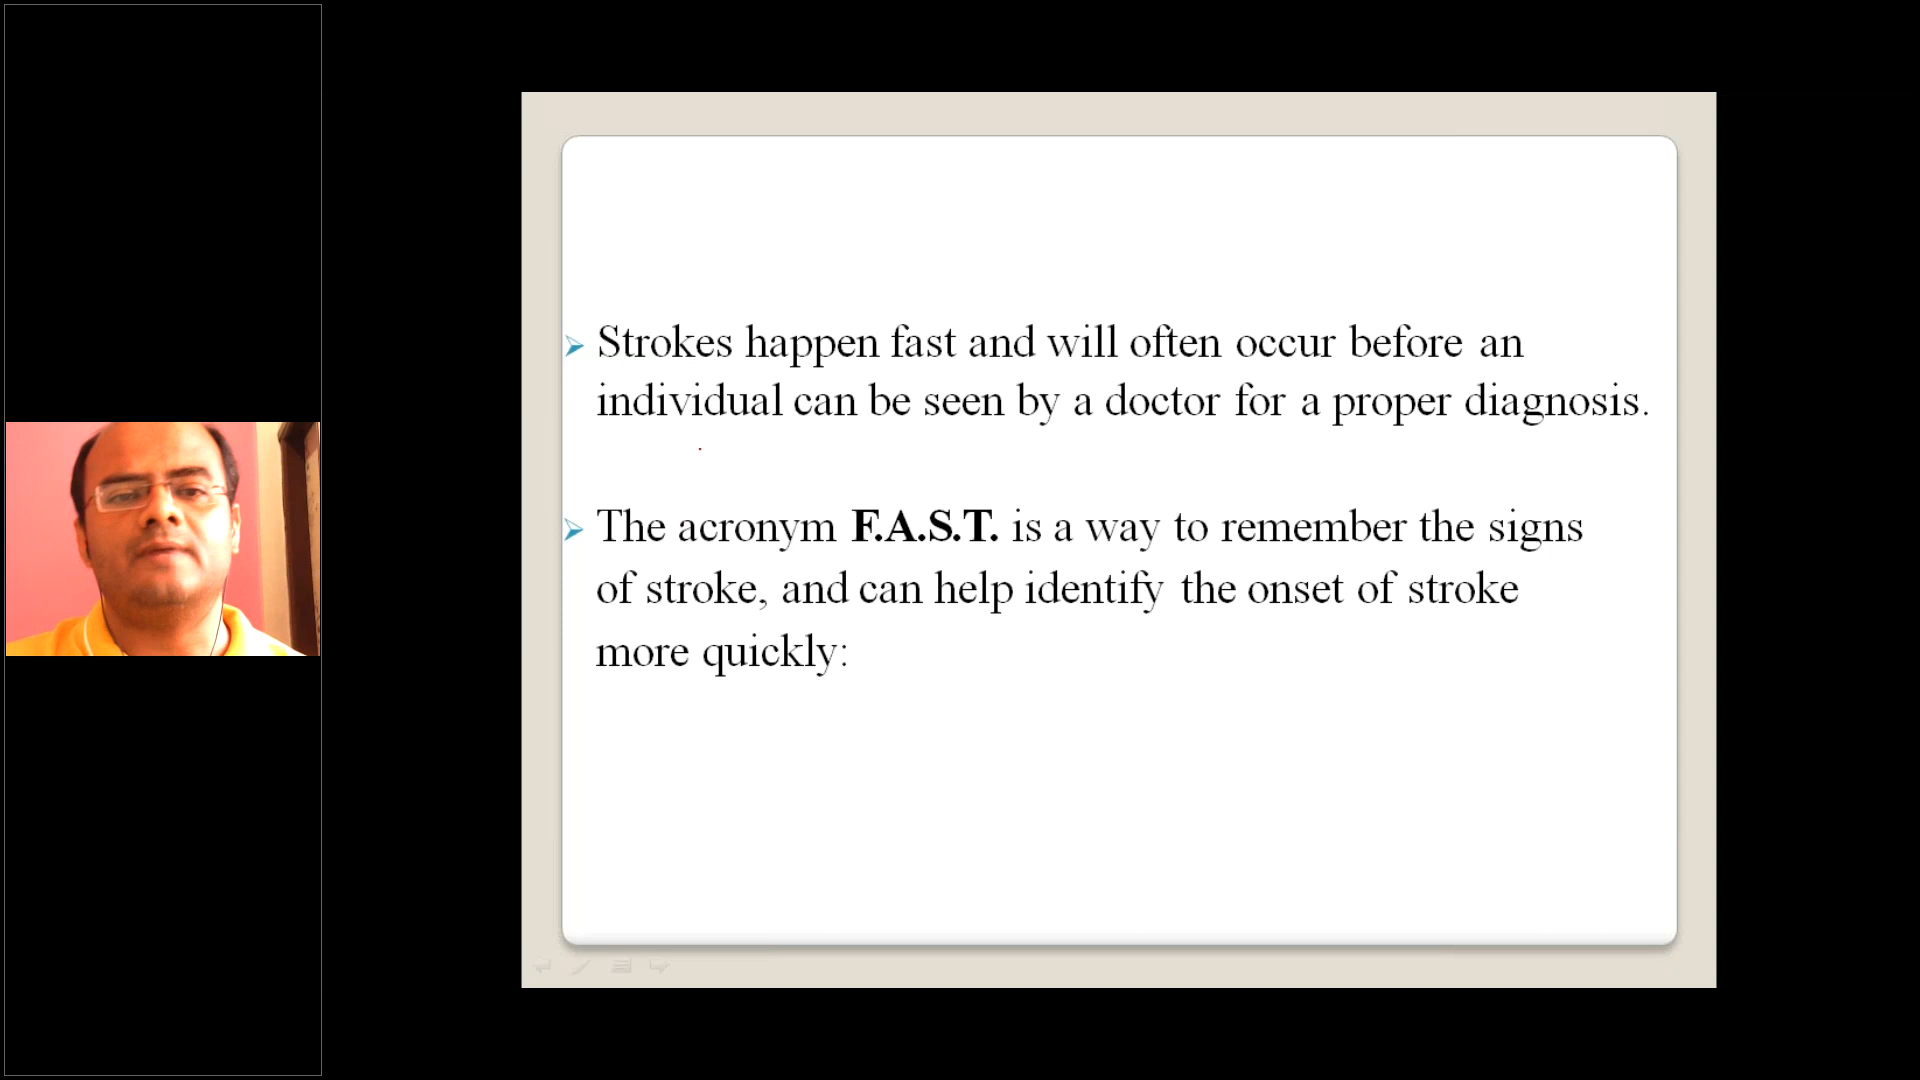 Strokes happen fast and will often occur before an
individual can be seen by a doctor for a proper diagnosis.
The acronym F.A.S.T. is a way to remember the signs
of stroke, and can help identify the onset of stroke
more quickly: